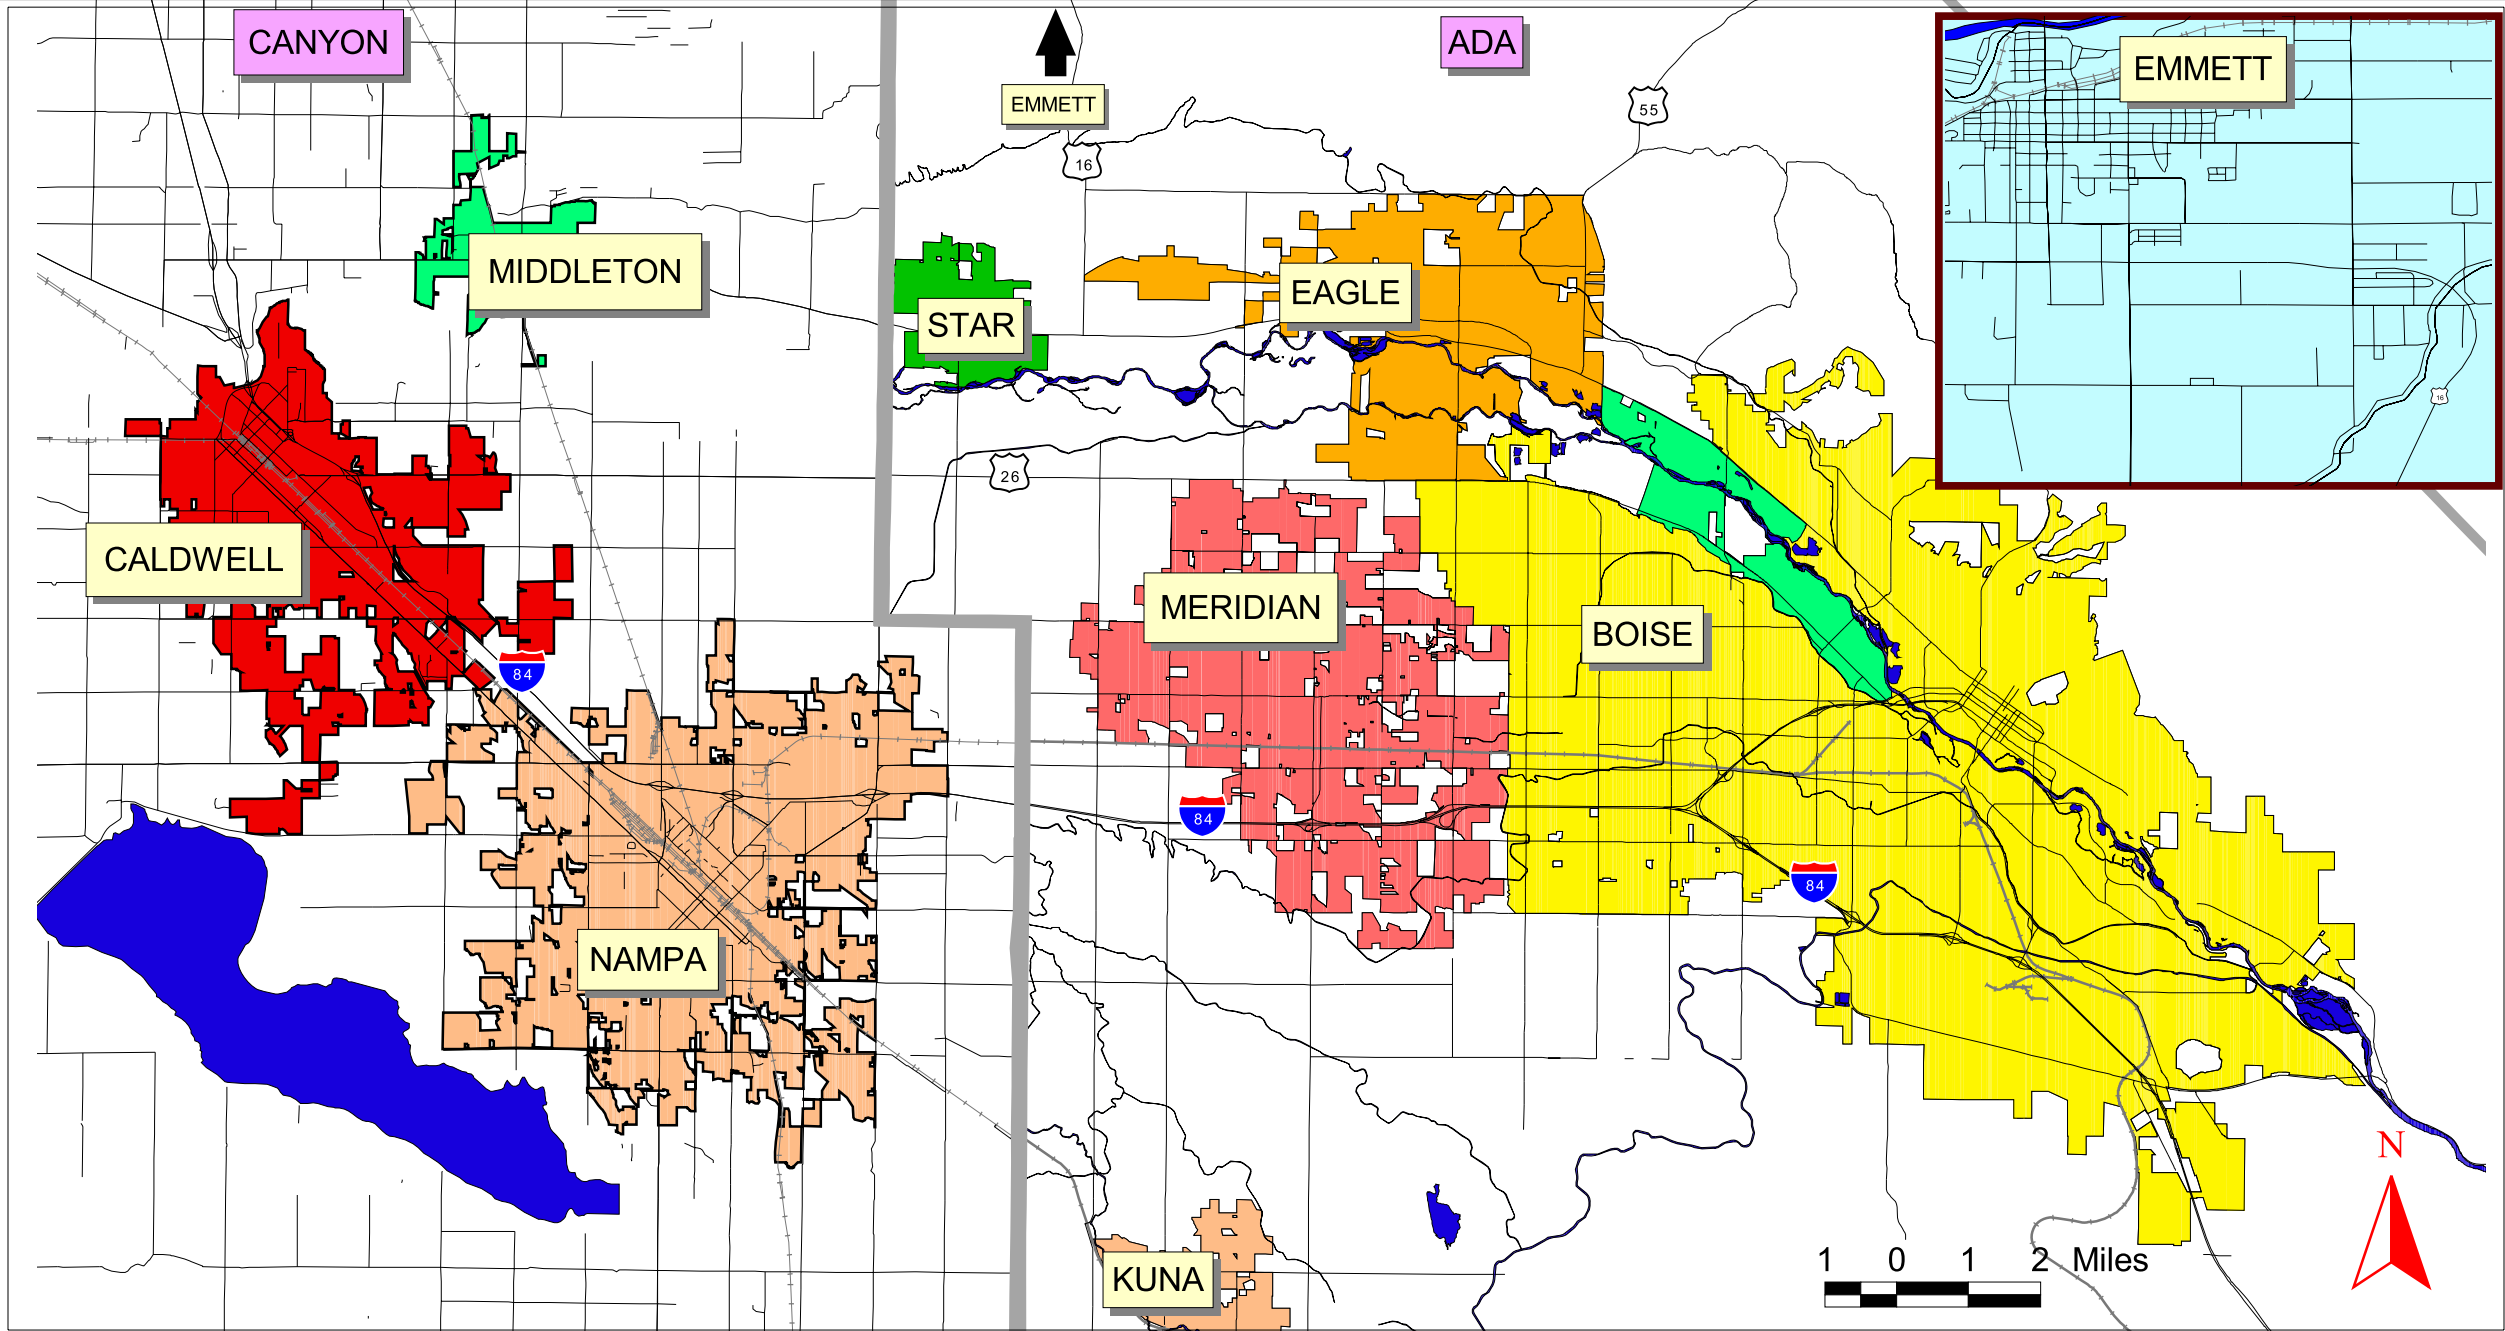 CANYON
ADA
EMMETT
EMMETT
55
16
MIDDLETON
EAGLE
STAR
16
26
CALDWELL
MERIDIAN
BOISE
84
84
84
NAMPA
N
KUNA
1 0 1 2 Miles